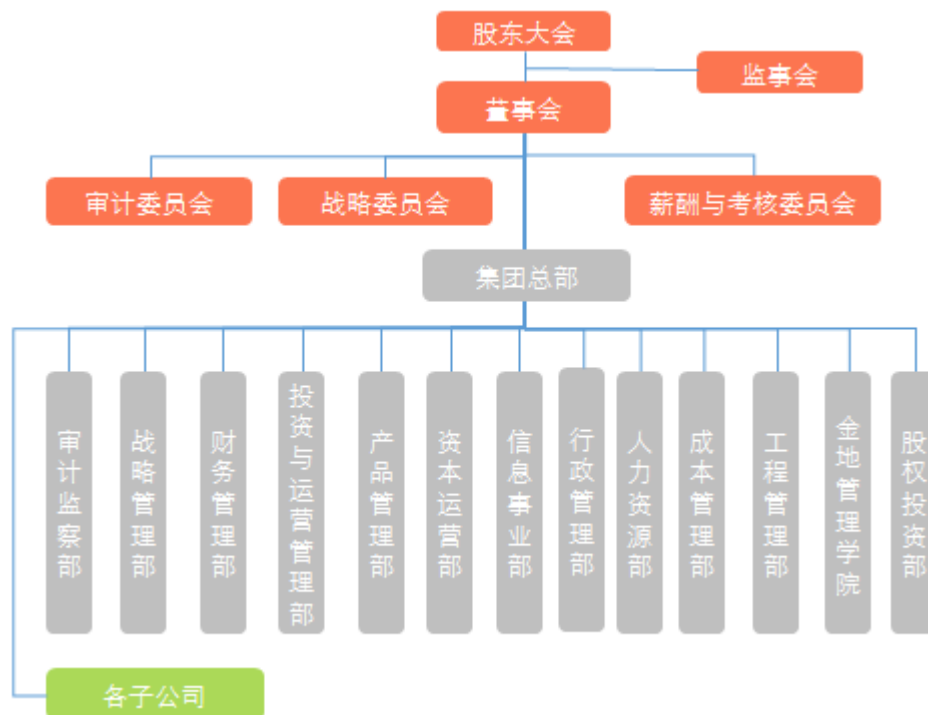 股东大会
监事会
董事会
审计委员会
战略委员会
薪酬与考核委员会
集团总部
审计监察部
战略管理部
财务管理部
投资与运营管理部
产品管理部
资本运营部
信息事业部
行政管理部
人力资源部
成本管理部
工程管理部
金地管理学院
股权投资部
各子公司